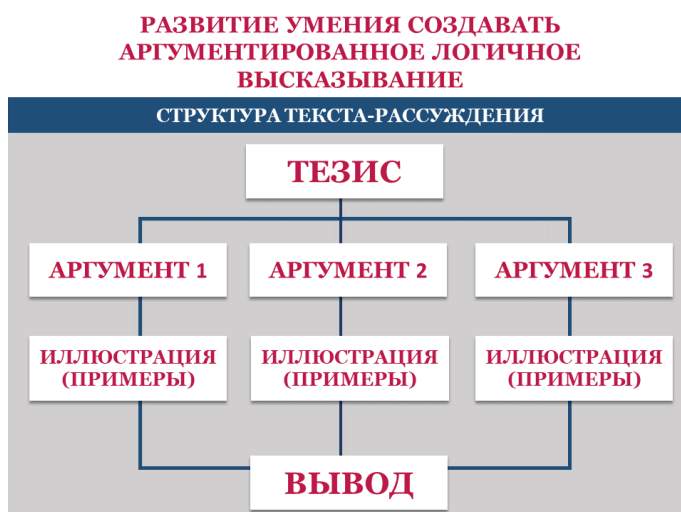 РАЗВИТИЕ УМЕНИЯ СОЗДАВАТЬ
АРГУМЕНТИРОВАННОЕ ЛОГИЧНОЕ
ВЫСКАЗЫВАНИЕ
СТРУКТУРА ТЕКСТА-РАССУЖДЕНИЯ
ТЕЗИС
АРГУМЕНТ 1
АРГУМЕНТ 2
АРГУМЕНТ 3
ИЛЛЮСТРАЦИЯ
(ПРИМЕРЫ)
ИЛЛЮСТРАЦИЯ
(ПРИМЕРЫ)
ИЛЛЮСТРАЦИЯ
(ПРИМЕРЫ)
ВЫВОД